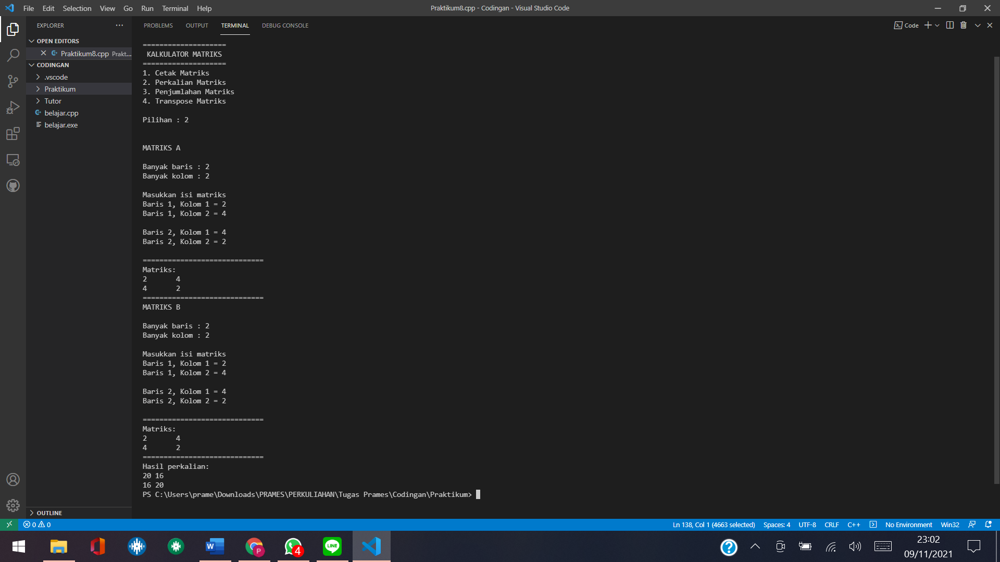 File Edit Selection View Go Run Terminal Help
Praktikum8.cpp - Codingan - Visual Studio Code
EXPLORER
OPEN EDITORS
Praktikum8.cpp Prakt...
CODINGAN
.vscode
Praktikum
Tutor
belajar.cpp
belajar.exe
OUTLINE
PROBLEMS OUTPUT TERMINAL DEBUG CONSOLE
Code
====================
KALKULATOR MATRIKS
====================
1. Cetak Matriks
2. Perkalian Matriks
3. Penjumlahan Matriks
4. Transpose Matriks
Pilihan : 2
MATRIKS A
Banyak baris : 2
Banyak kolom : 2
Masukkan isi matriks
Baris 1, Kolom 1 = 2
Baris 1, Kolom 2 = 4
Baris 2, Kolom 1 = 4
Baris 2, Kolom 2 = 2
=============================
Matriks:
2 4
4 2
=============================
MATRIKS B
Banyak baris : 2
Banyak kolom : 2
Masukkan isi matriks
Baris 1, Kolom 1 = 2
Baris 1, Kolom 2 = 4
Baris 2, Kolom 1 = 4
Baris 2, Kolom 2 = 2
=============================
Matriks:
2 4
4 2
=============================
Hasil perkalian:
20 16
16 20
PS C:\Users\prame\Downloads\PRAMES\PERKULIAHAN\Tugas Prames\Codingan\Praktikum>
0 0
Ln 138, Col 1 (4663 selected) Spaces: 4 UTF-8 CRLF C++ No Environment Win32
W
P
4
LINE
?
23:02
09/11/2021